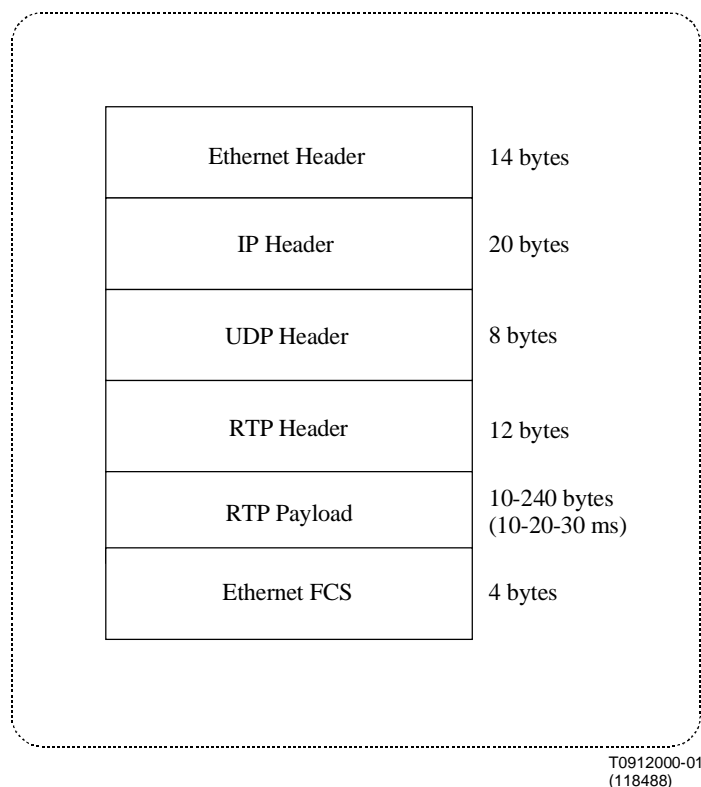 Ethernet Header 14 bytes
IP Header 20 bytes
UDP Header 8 bytes
RTP Header 12 bytes
RTP Payload 10-240 bytes
(10-20-30 ms)
Ethernet FCS 4 bytes
T0912000-01
(118488)